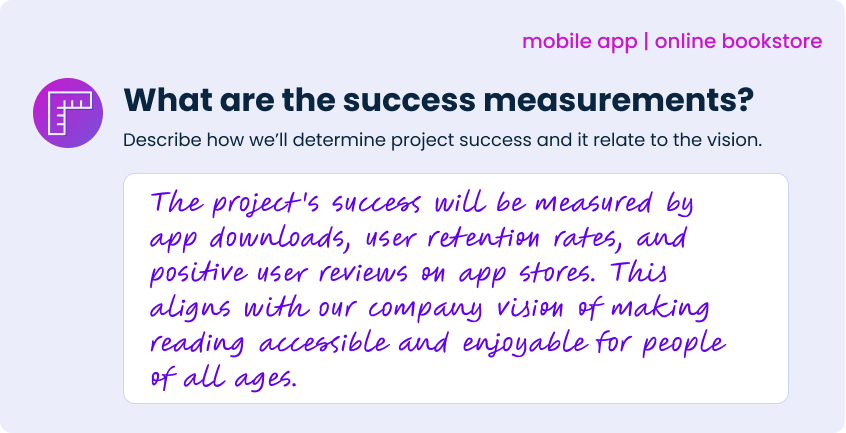 mobile app | online bookstore
What are the success measurements?
Describe how we’ll determine project success and it relate to the vision.
The project's success will be measured by
app downloads, user retention rates, and
positive user reviews on app stores. This
aligns with our company vision of making
reading accessible and enjoyable for people
of all ages.